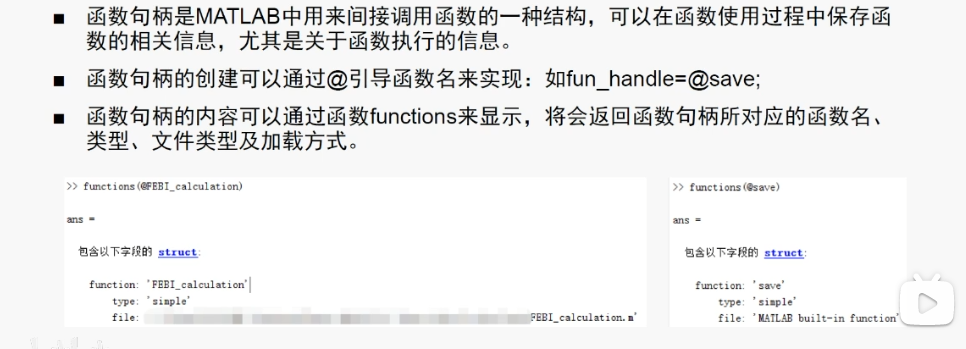 ■ 函数句柄是MATLAB中用来间接调用函数的一种结构，可以在函数使用过程中保存函
数的相关信息，尤其是关于函数执行的信息。
■ 函数句柄的创建可以通过@引导函数名来实现：如fun_handle=@save;
■ 函数句柄的内容可以通过函数functions来显示，将会返回函数句柄所对应的函数名、
类型、文件类型及加载方式。
>> functions(@FEBI_calculation)
ans =
包含以下字段的 struct:
function: 'FEBI_calculation'
type: 'simple'
file: FEBI_calculation.m'
>> functions(@save)
ans =
包含以下字段的 struct:
function: 'save'
type: 'simple'
file: 'MATLAB built-in function'